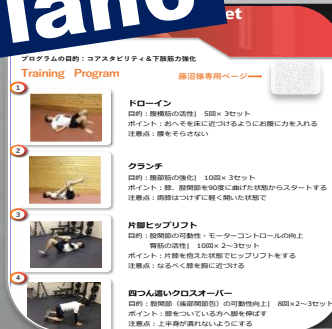 lano
et
プログラムの目的：コアスタビリティ＆下肢筋力強化
Training Program
藤沼様専用ページ
1
ドローイン
目的：腹横筋の活性| 5回×3セット
ポイント：おへそを床に近づけるようにお腹に力を入れる
注意点：腰をそらさない
2
クランチ
目的：腹部筋の強化| 10回×3セット
ポイント：膝、股関節を90度に曲げた状態からスタートする
注意点：両膝はつけずに軽く開いた状態で
3
片脚ヒップリフト
目的：股関節の可動性・モーターコントロールの向上
臀筋の活性| 10回×2～3セット
ポイント：片膝を抱えた状態でヒップリフトをする
注意点：なるべく膝を胸に近づける
4
四つん這いクロスオーバー
目的：股関節（後部関節包）の可動性向上| 8回×2～3セット
ポイント：膝をついている方へ脚を伸ばす
注意点：上半身が潰れないようにする